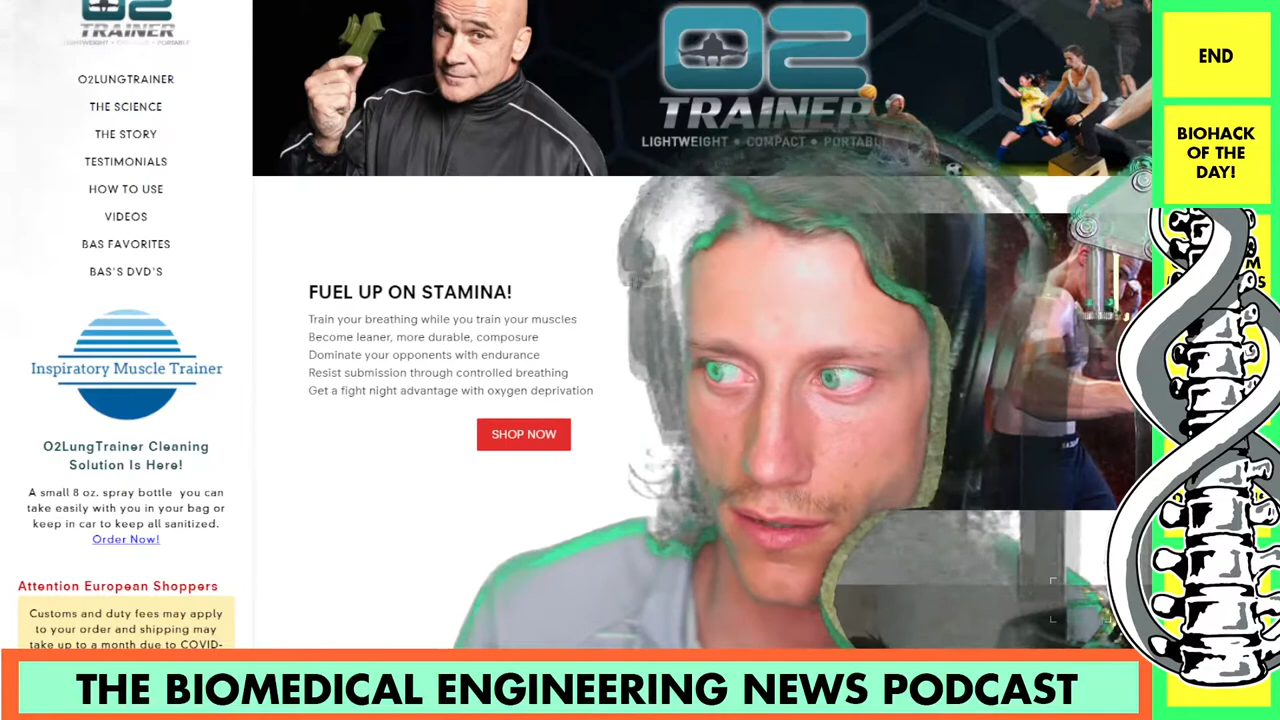 O2
TRAINER
LIGHTWEIGHT • COMPACT • PORTABLE
O2LUNGTRAINER
THE SCIENCE
THE STORY
TESTIMONIALS
HOW TO USE
VIDEOS
BAS FAVORITES
BAS'S DVD'S
Inspiratory Muscle Trainer
O2LungTrainer Cleaning
Solution Is Here!
A small 8 oz. spray bottle you can
take easily with you in your bag or
keep in car to keep all sanitized.
Order Now!
Attention European Shoppers
Customs and duty fees may apply
to your order and shipping may
take up to a month due to COVID-
O2
TRAINER
LIGHTWEIGHT • COMPACT • PORTABL
FUEL UP ON STAMINA!
Train your breathing while you train your muscles
Become leaner, more durable, composure
Dominate your opponents with endurance
Resist submission through controlled breathing
Get a fight night advantage with oxygen deprivation
SHOP NOW
END
BIOHACK
OF THE
DAY!
THE BIOMEDICAL ENGINEERING NEWS PODCAST